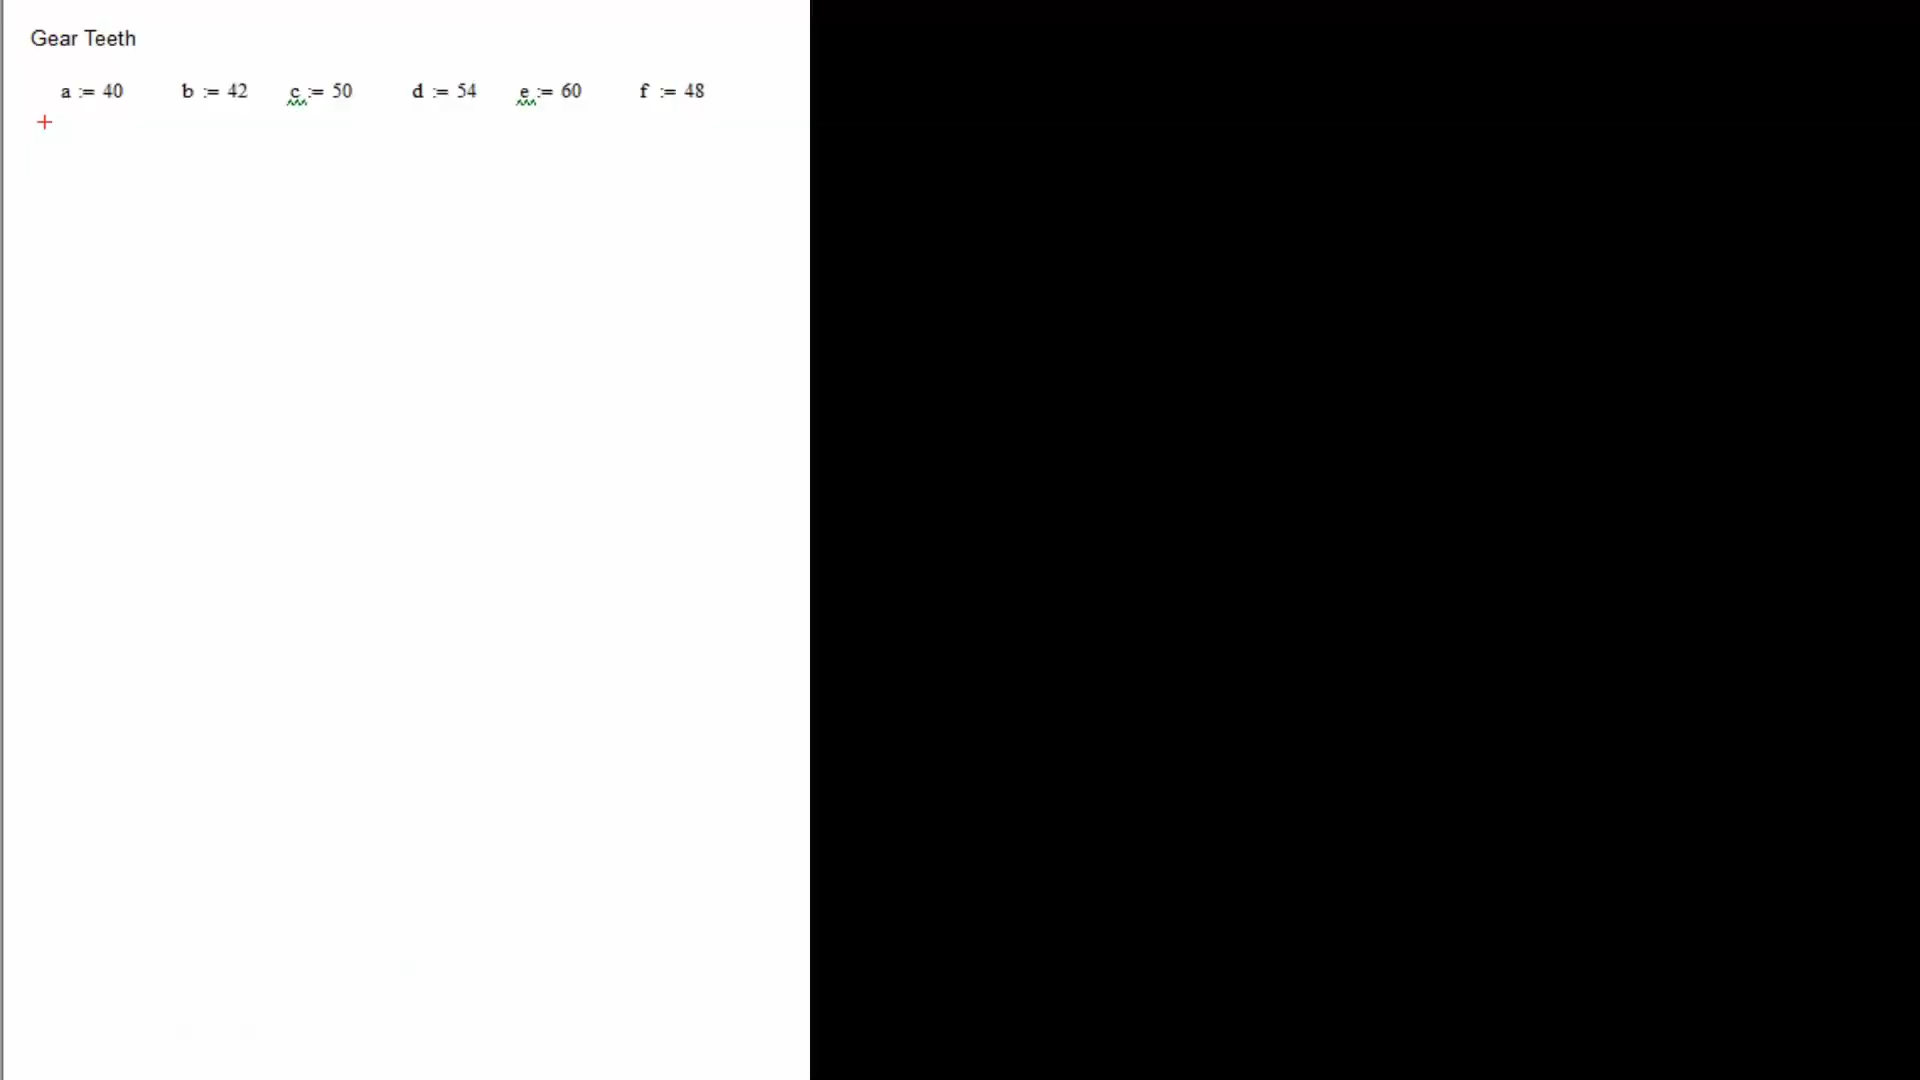 Gear Teeth
a := 40 b := 42 c := 50 d := 54 e := 60 f := 48